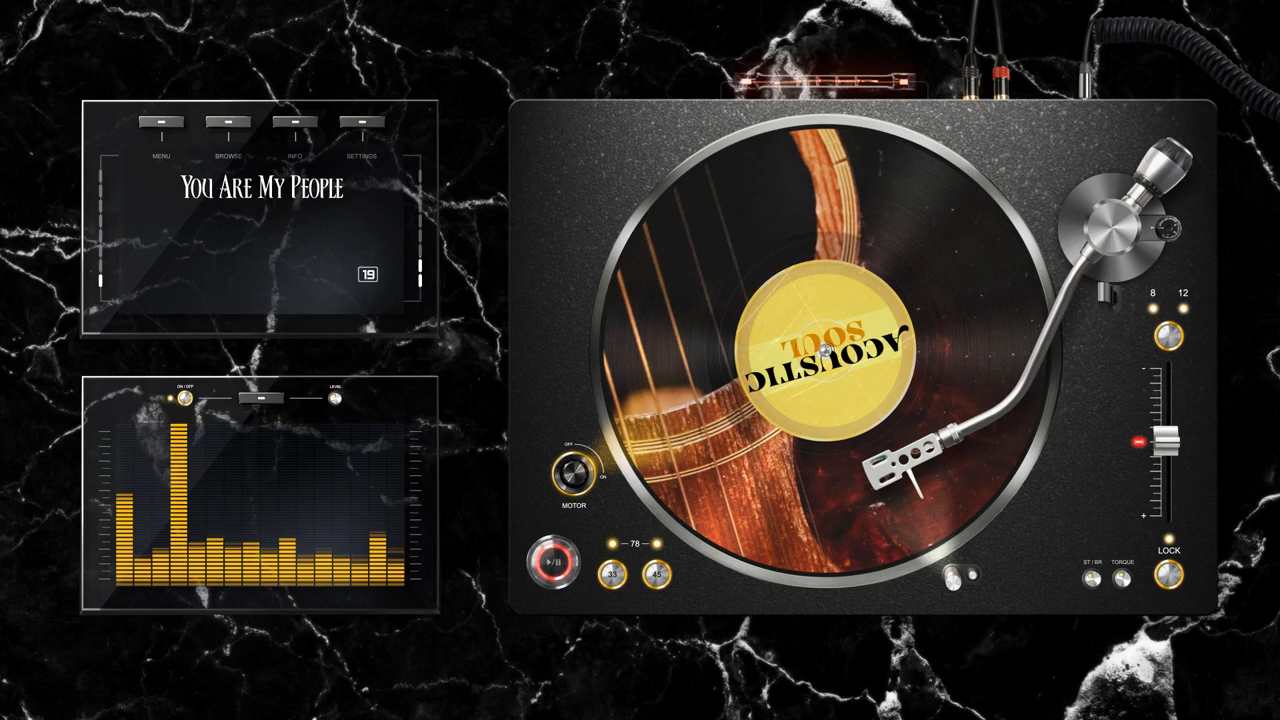 MENU
BROWSE
INFO
SETTINGS
You Are My People
19
ON / OFF
LEVEL
ACOUSTIC
SOUL
OFF
ON
MOTOR
78
33
45
8
12
-
+
LOCK
ST / BR
TORQUE